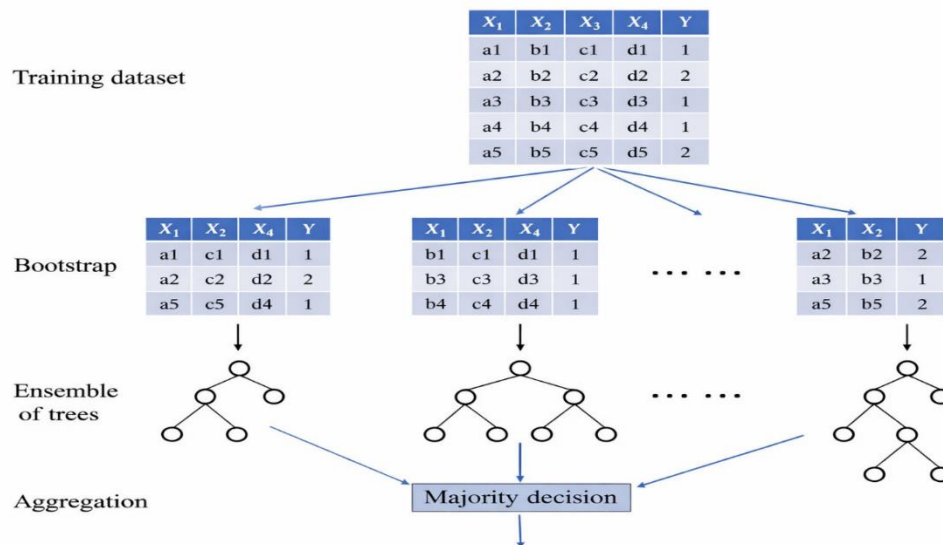 X₁ X₂ X₃ X₄ Y
a1 b1 c1 d1 1
Training dataset
a2 b2 c2 d2 2
a3 b3 c3 d3 1
a4 b4 c4 d4 1
a5 b5 c5 d5 2
Bootstrap
X₁ X₂ X₄ Y
a1 c1 d1 1
a2 c2 d2 2
a5 c5 d4 1
X₁ X₂ X₄ Y
b1 c1 d1 1
b3 c3 d3 1
b4 c4 d4 1
... ...
X₁ X₂ Y
a2 b2 2
a3 b3 1
a5 b5 2
Ensemble
of trees
... ...
Aggregation
Majority decision